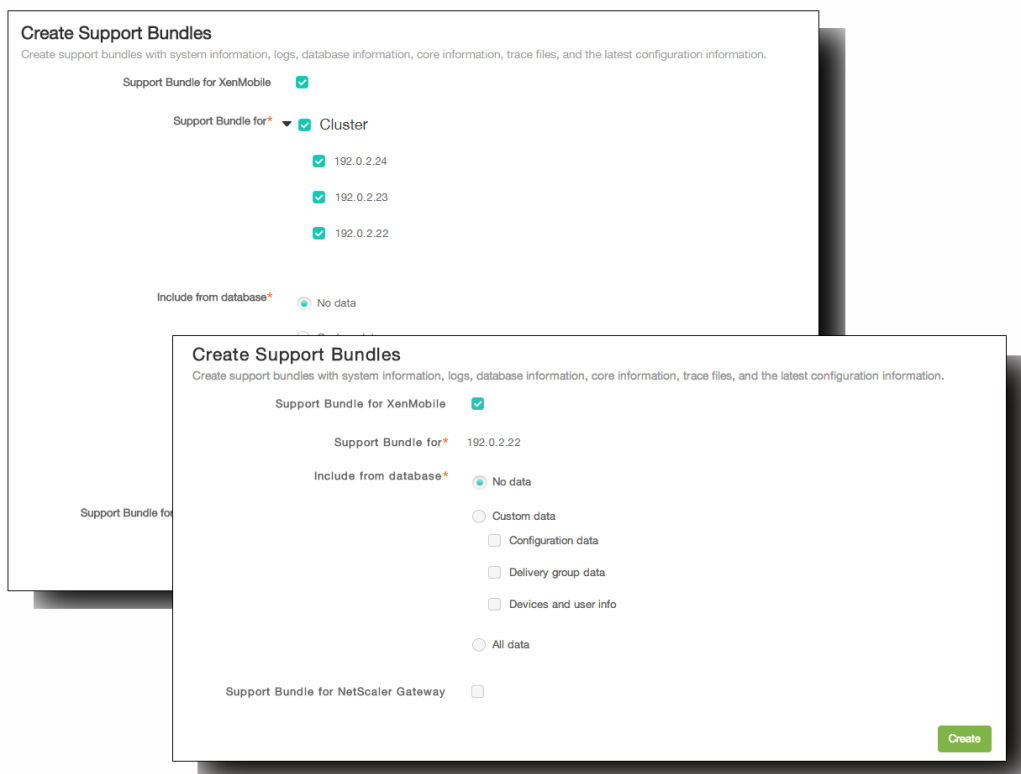 Create Support Bundles
Create support bundles with system information, logs, database information, core information, trace files, and the latest configuration information.
Support Bundle for XenMobile
Support Bundle for* Cluster
192.0.2.24
192.0.2.23
192.0.2.22
Include from database* No data
Support Bundle for
Create Support Bundles
Create support bundles with system information, logs, database information, core information, trace files, and the latest configuration information.
Support Bundle for XenMobile
Support Bundle for* 192.0.2.22
Include from database* No data
Custom data
Configuration data
Delivery group data
Devices and user info
All data
Support Bundle for NetScaler Gateway
Create